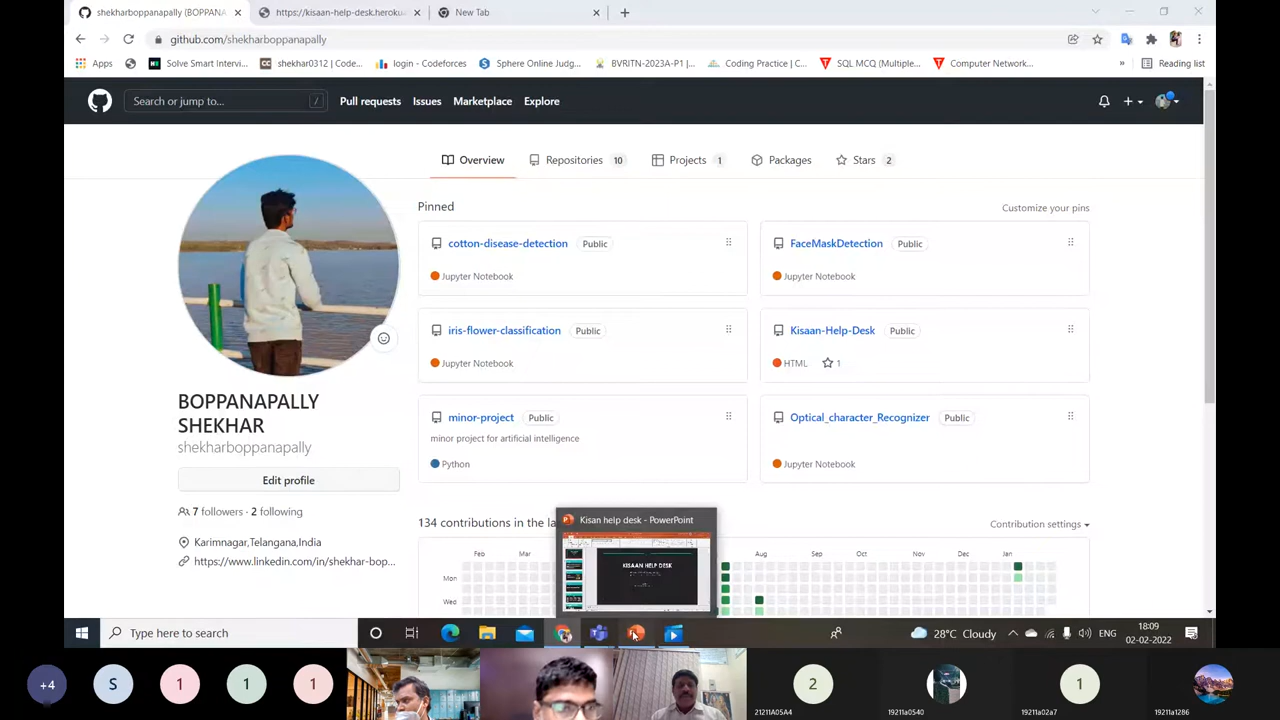 shekharboppanapally (BOPPANA
https://kisaan-help-desk.heroku
New Tab
github.com/shekharboppanapally
Apps
Solve Smart Intervi...
shekhar0312 | Code...
login - Codeforces
Sphere Online Judg...
BVRITN-2023A-P1 |...
Coding Practice | C...
SQL MCQ (Multiple...
Computer Network...
»
Reading list
Search or jump to...
/
Pull requests
Issues
Marketplace
Explore
Overview
Repositories 10
Projects 1
Packages
Stars 2
Pinned
Customize your pins
cotton-disease-detection Public
Jupyter Notebook
FaceMaskDetection Public
Jupyter Notebook
iris-flower-classification Public
Jupyter Notebook
Kisaan-Help-Desk Public
HTML 1
minor-project Public
minor project for artificial intelligence
Python
Optical_character_Recognizer Public
Jupyter Notebook
BOPPANAPALLY
SHEKHAR
shekharboppanapally
Edit profile
7 followers · 2 following
Karimnagar,Telangana,India
https://www.linkedin.com/in/shekhar-bop...
134 contributions in the la
Contribution settings
Feb
Mar
Aug
Sep
Oct
Nov
Dec
Jan
Mon
Wed
Kisan help desk - PowerPoint
KISAAN HELP DESK
Type here to search
28°C Cloudy
ENG
18:09
02-02-2022
+4
S
1
1
1
2
21211A05A4
19211a0540
1
19211a02a7
19211a1286